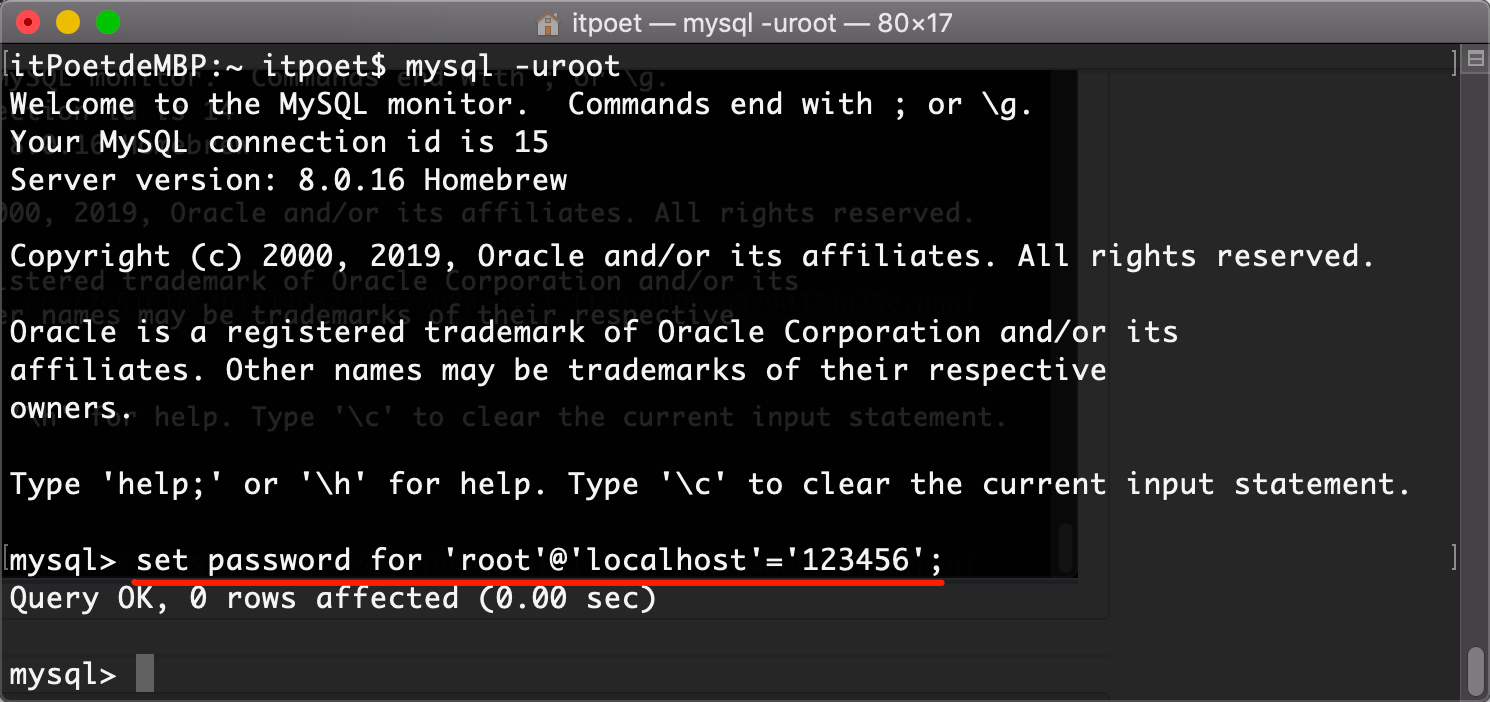 itpoet — mysql -uroot — 80×17
itPoetdeMBP:~ itpoet$ mysql -uroot
Welcome to the MySQL monitor.  Commands end with ; or \g.
Your MySQL connection id is 15
Server version: 8.0.16 Homebrew
Copyright (c) 2000, 2019, Oracle and/or its affiliates. All rights reserved.
Oracle is a registered trademark of Oracle Corporation and/or its
affiliates. Other names may be trademarks of their respective
owners.
Type 'help;' or '\h' for help. Type '\c' to clear the current input statement.
mysql> set password for 'root'@'localhost'='123456';
Query OK, 0 rows affected (0.00 sec)
mysql>